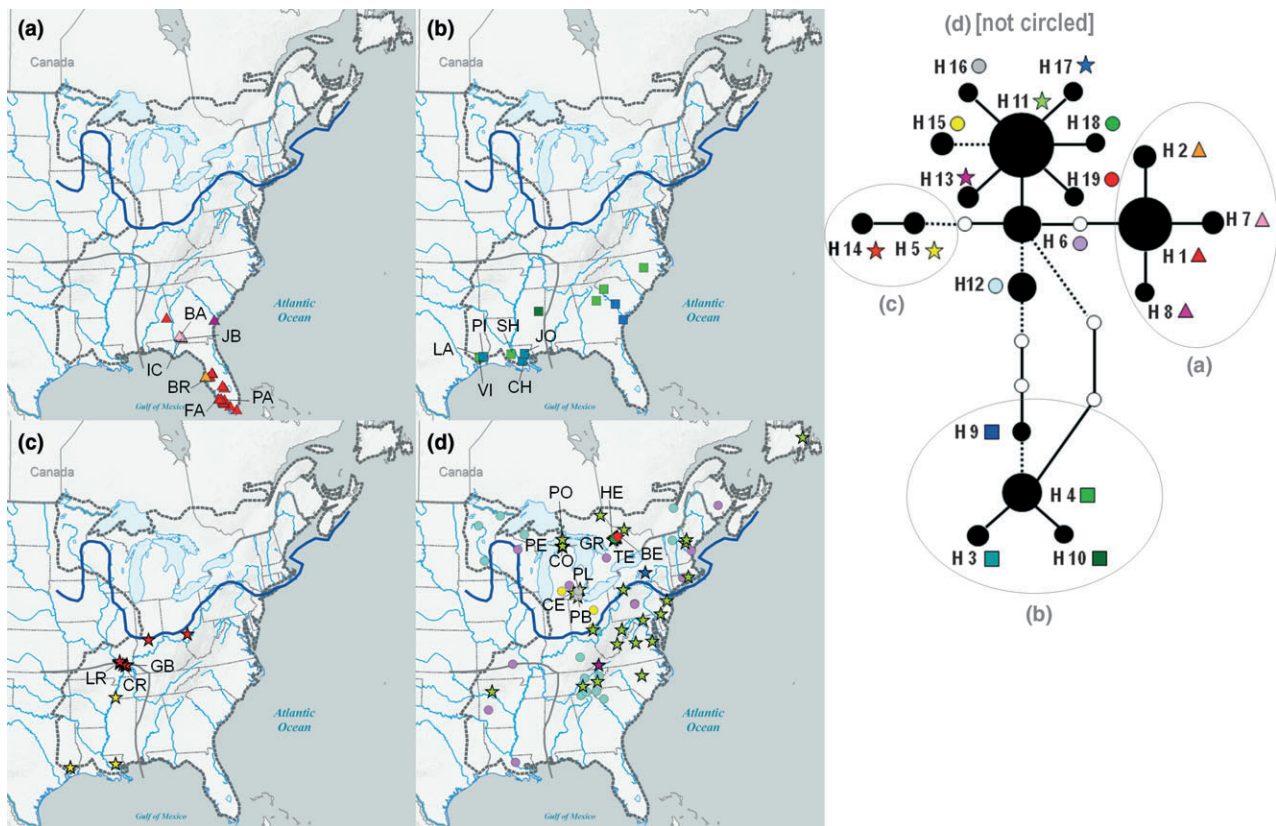 (a)
Canada
Atlantic
Ocean
BA
JB
IC
BR
PA
FA
Gulf of Mexico
(b)
Canada
Atlantic
Ocean
PI
SH
JO
LA
VI
CH
Gulf of Mexico
(c)
Canada
GB
LR
CR
Atlantic
Ocean
Gulf of Mexico
(d)
Canada
PO
HE
PE
GR
BE
CO
TE
PL
CE
PB
Atlantic
Ocean
Gulf of Mexico
(d) [not circled]
H 16
H 17
H 11
H 15
H 18
H 2
H 13
H 19
H 7
H 6
H 14
H 5
H 1
(c)
H12
H 8
(a)
H 9
H 4
H 3
H 10
(b)